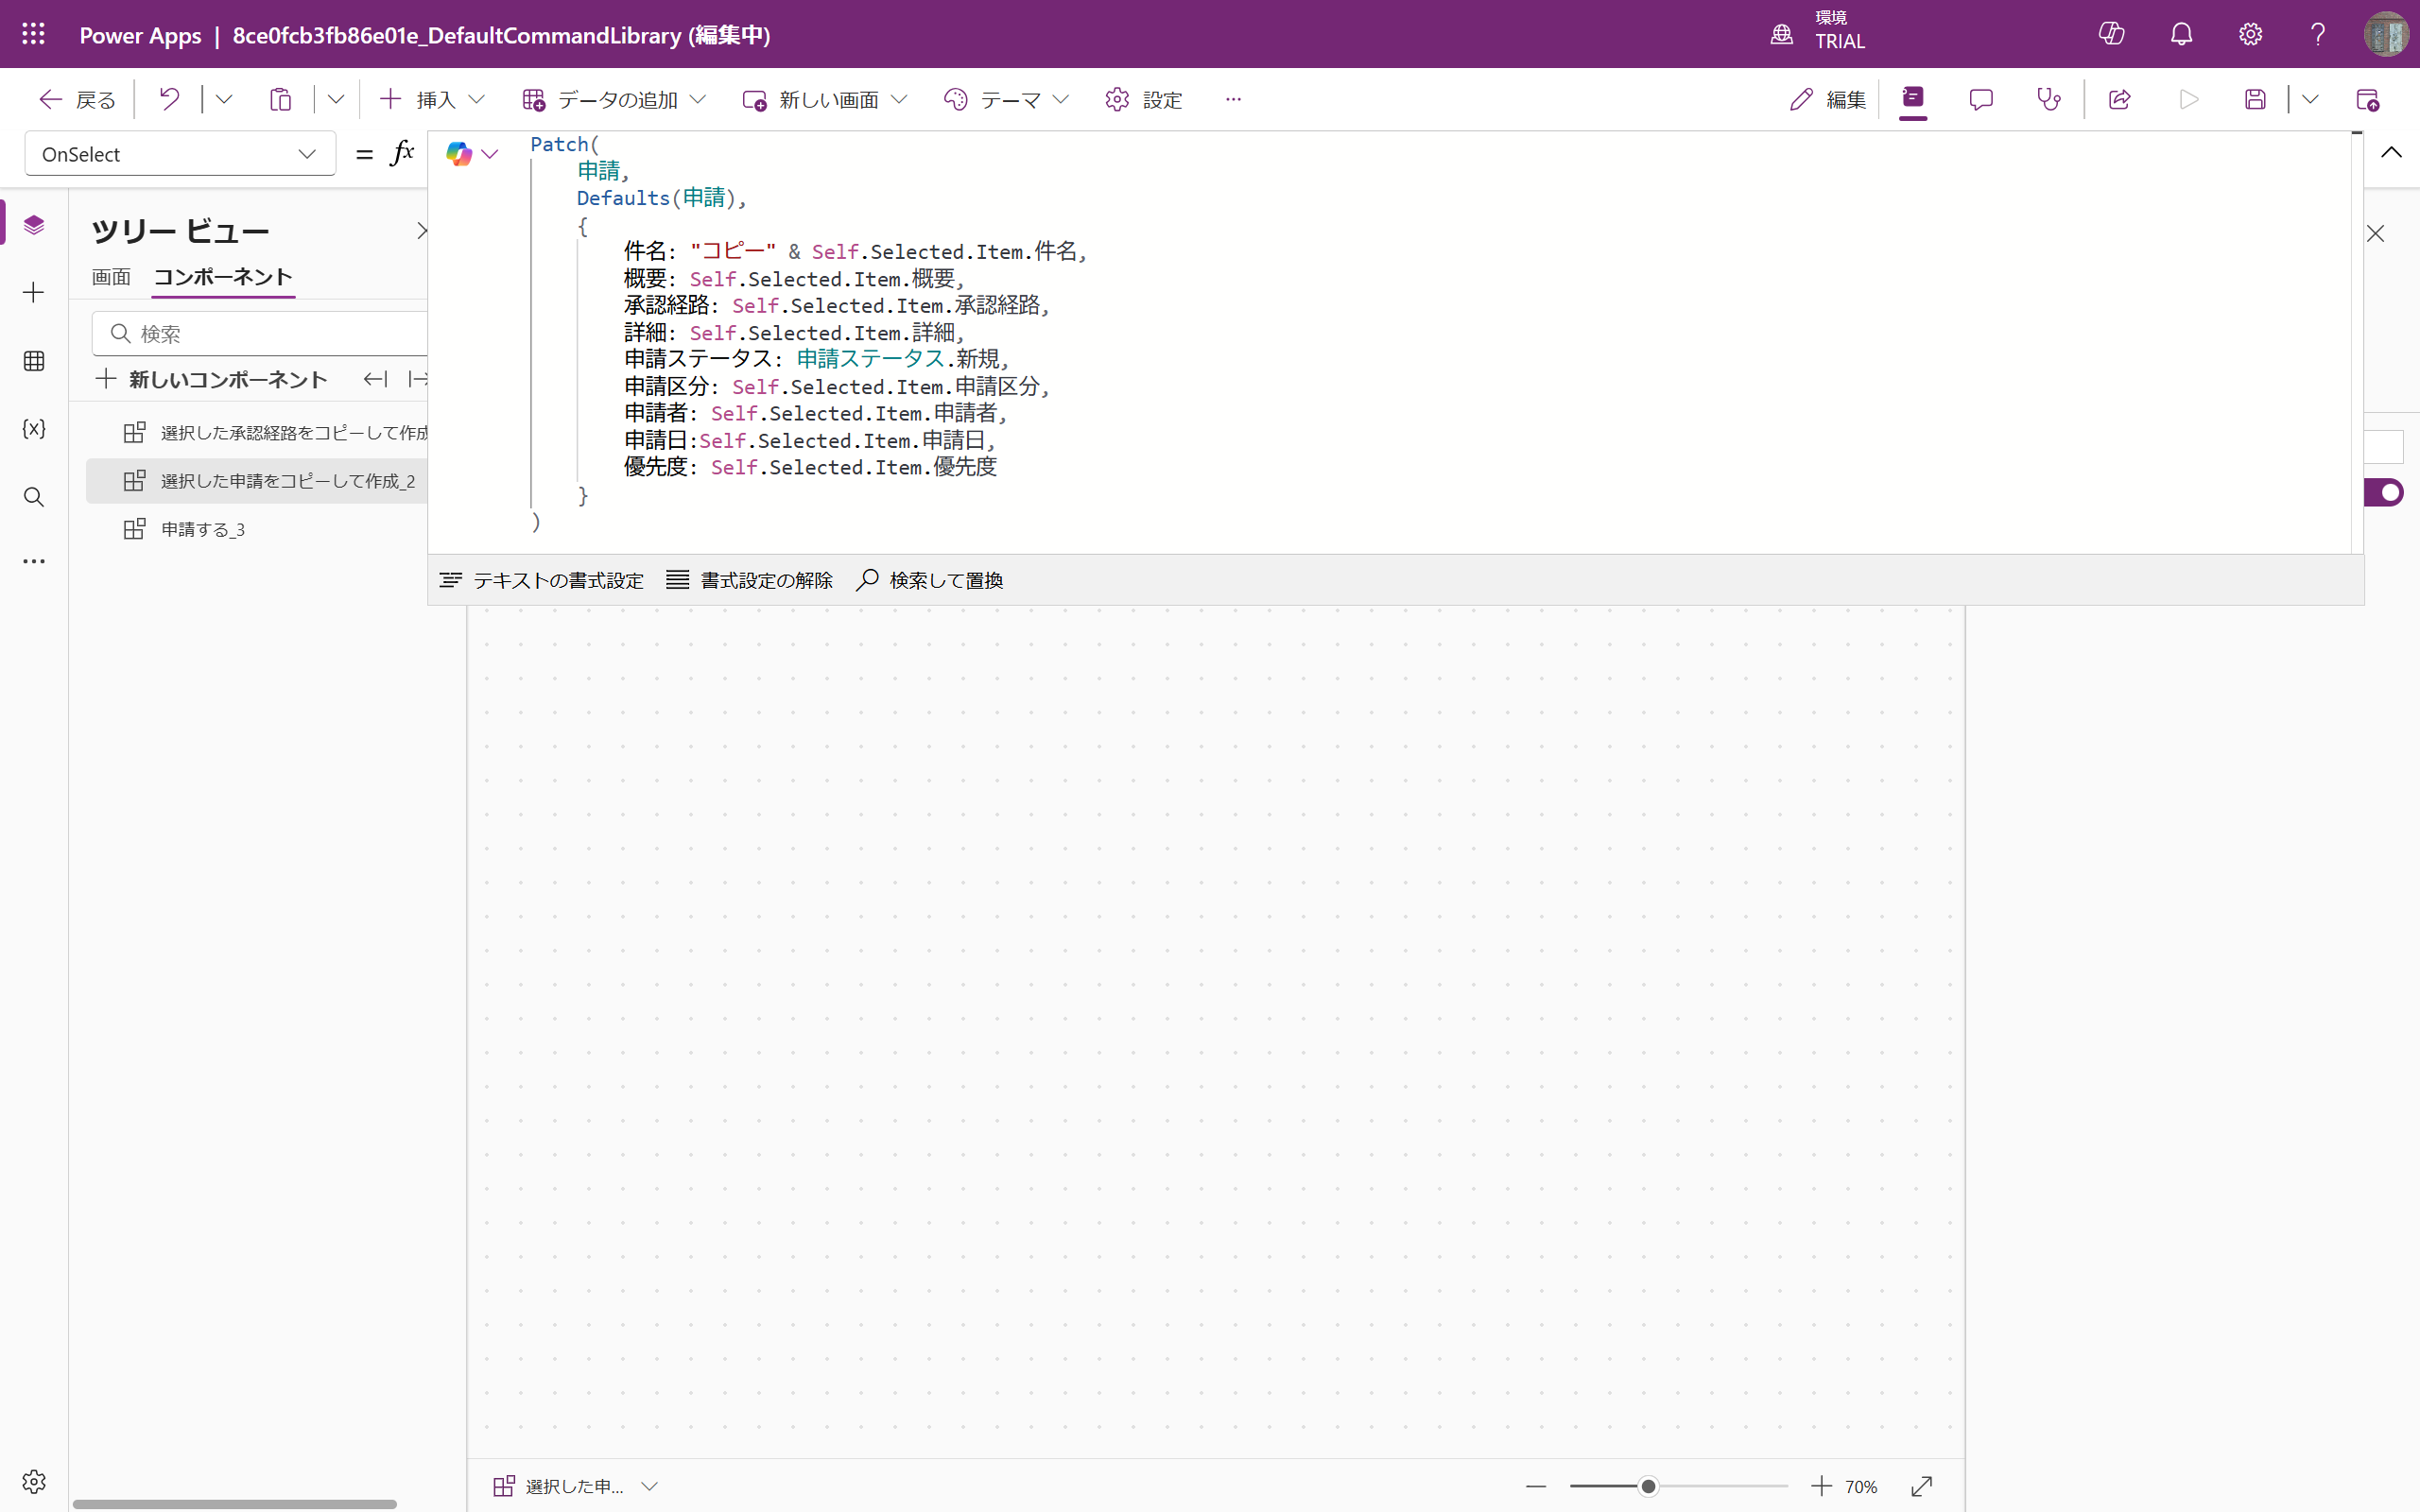 Power Apps | 8ce0fcb3fb86e01e_DefaultCommandLibrary (編集中)
環境
TRIAL
戻る
挿入
データの追加
新しい画面
テーマ
設定
編集
OnSelect
= fx
Patch(
申請,
Defaults(申請),
{
件名: "コピー" & Self.Selected.Item.件名,
概要: Self.Selected.Item.概要,
承認経路: Self.Selected.Item.承認経路,
詳細: Self.Selected.Item.詳細,
申請ステータス: 申請ステータス.新規,
申請区分: Self.Selected.Item.申請区分,
申請者: Self.Selected.Item.申請者,
申請日:Self.Selected.Item.申請日,
優先度: Self.Selected.Item.優先度
}
)
テキストの書式設定
書式設定の解除
検索して置換
ツリー ビュー
画面
コンポーネント
検索
新しいコンポーネント
選択した承認経路をコピーして作成
選択した申請をコピーして作成_2
申請する_3
選択した申...
70%